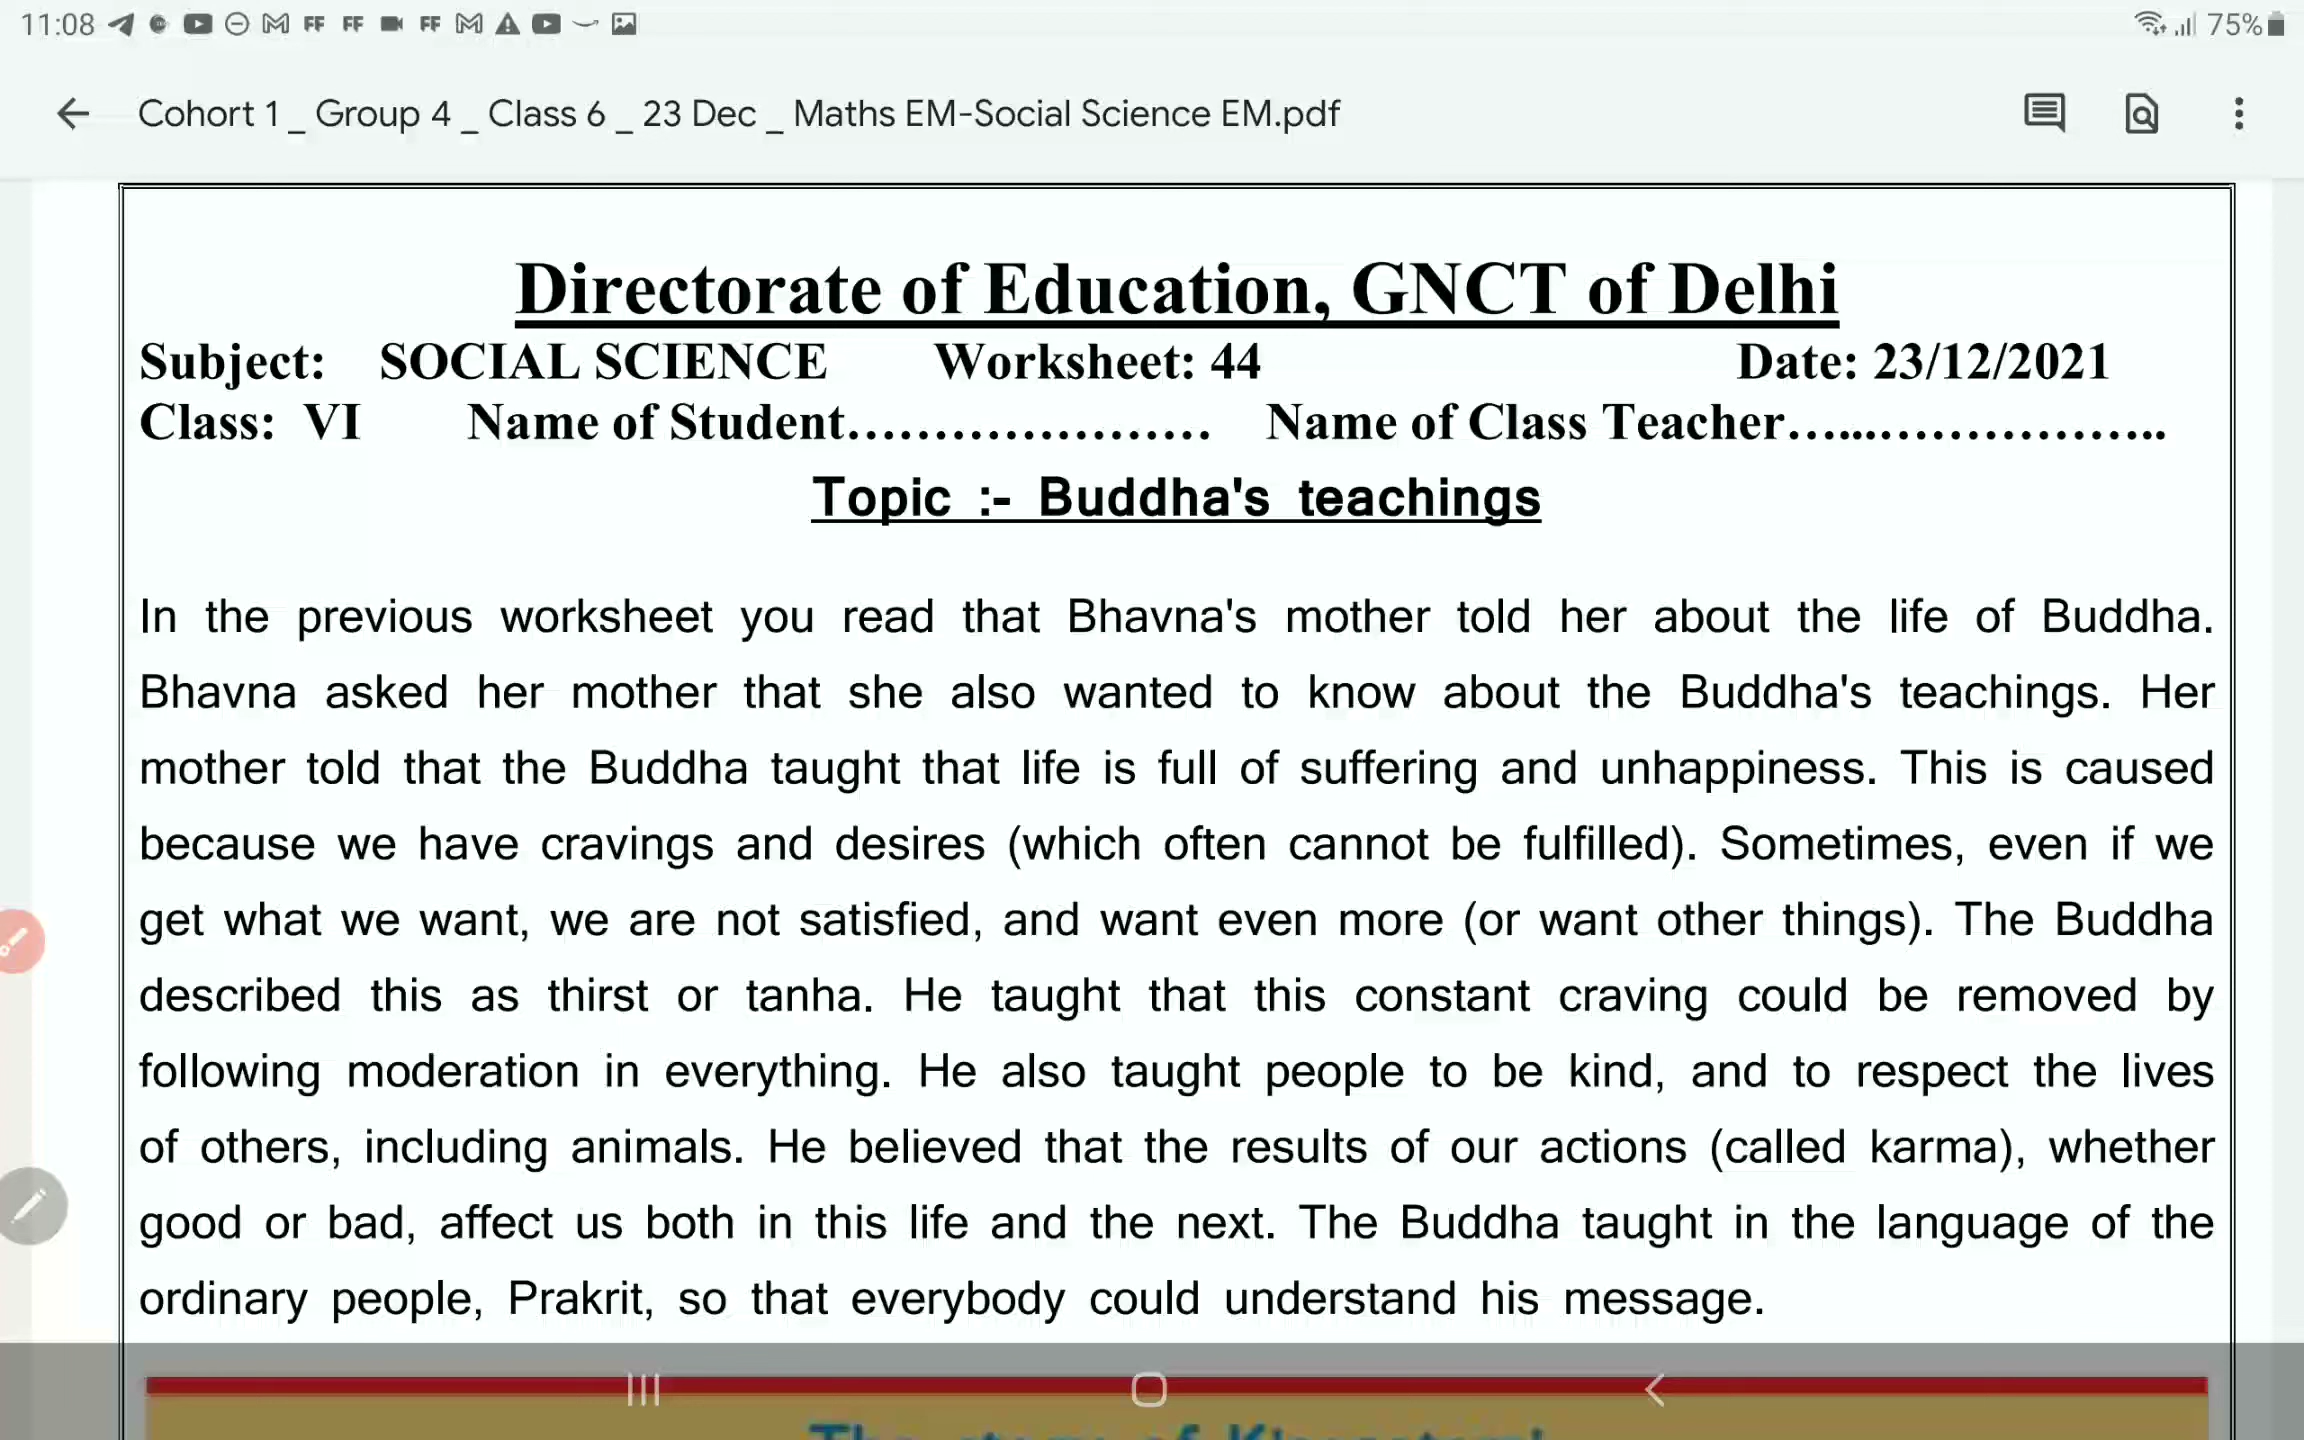 11:08 FF FF FF 75%
Cohort 1 _ Group 4 _ Class 6 _ 23 Dec _ Maths EM-Social Science EM.pdf
Directorate of Education, GNCT of Delhi
Subject: SOCIAL SCIENCE Worksheet: 44 Date: 23/12/2021
Class: VI Name of Student………………… Name of Class Teacher…...………………..
Topic :- Buddha's teachings
In the previous worksheet you read that Bhavna's mother told her about the life of Buddha.
Bhavna asked her mother that she also wanted to know about the Buddha's teachings. Her
mother told that the Buddha taught that life is full of suffering and unhappiness. This is caused
because we have cravings and desires (which often cannot be fulfilled). Sometimes, even if we
get what we want, we are not satisfied, and want even more (or want other things). The Buddha
described this as thirst or tanha. He taught that this constant craving could be removed by
following moderation in everything. He also taught people to be kind, and to respect the lives
of others, including animals. He believed that the results of our actions (called karma), whether
good or bad, affect us both in this life and the next. The Buddha taught in the language of the
ordinary people, Prakrit, so that everybody could understand his message.